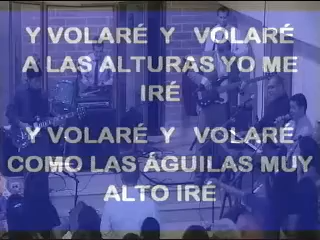 Y VOLARÉ Y VOLARÉ
A LAS ALTURAS YO ME
IRÉ
Y VOLARÉ Y VOLARÉ
COMO LAS ÁGUILAS MUY
ALTO IRÉ